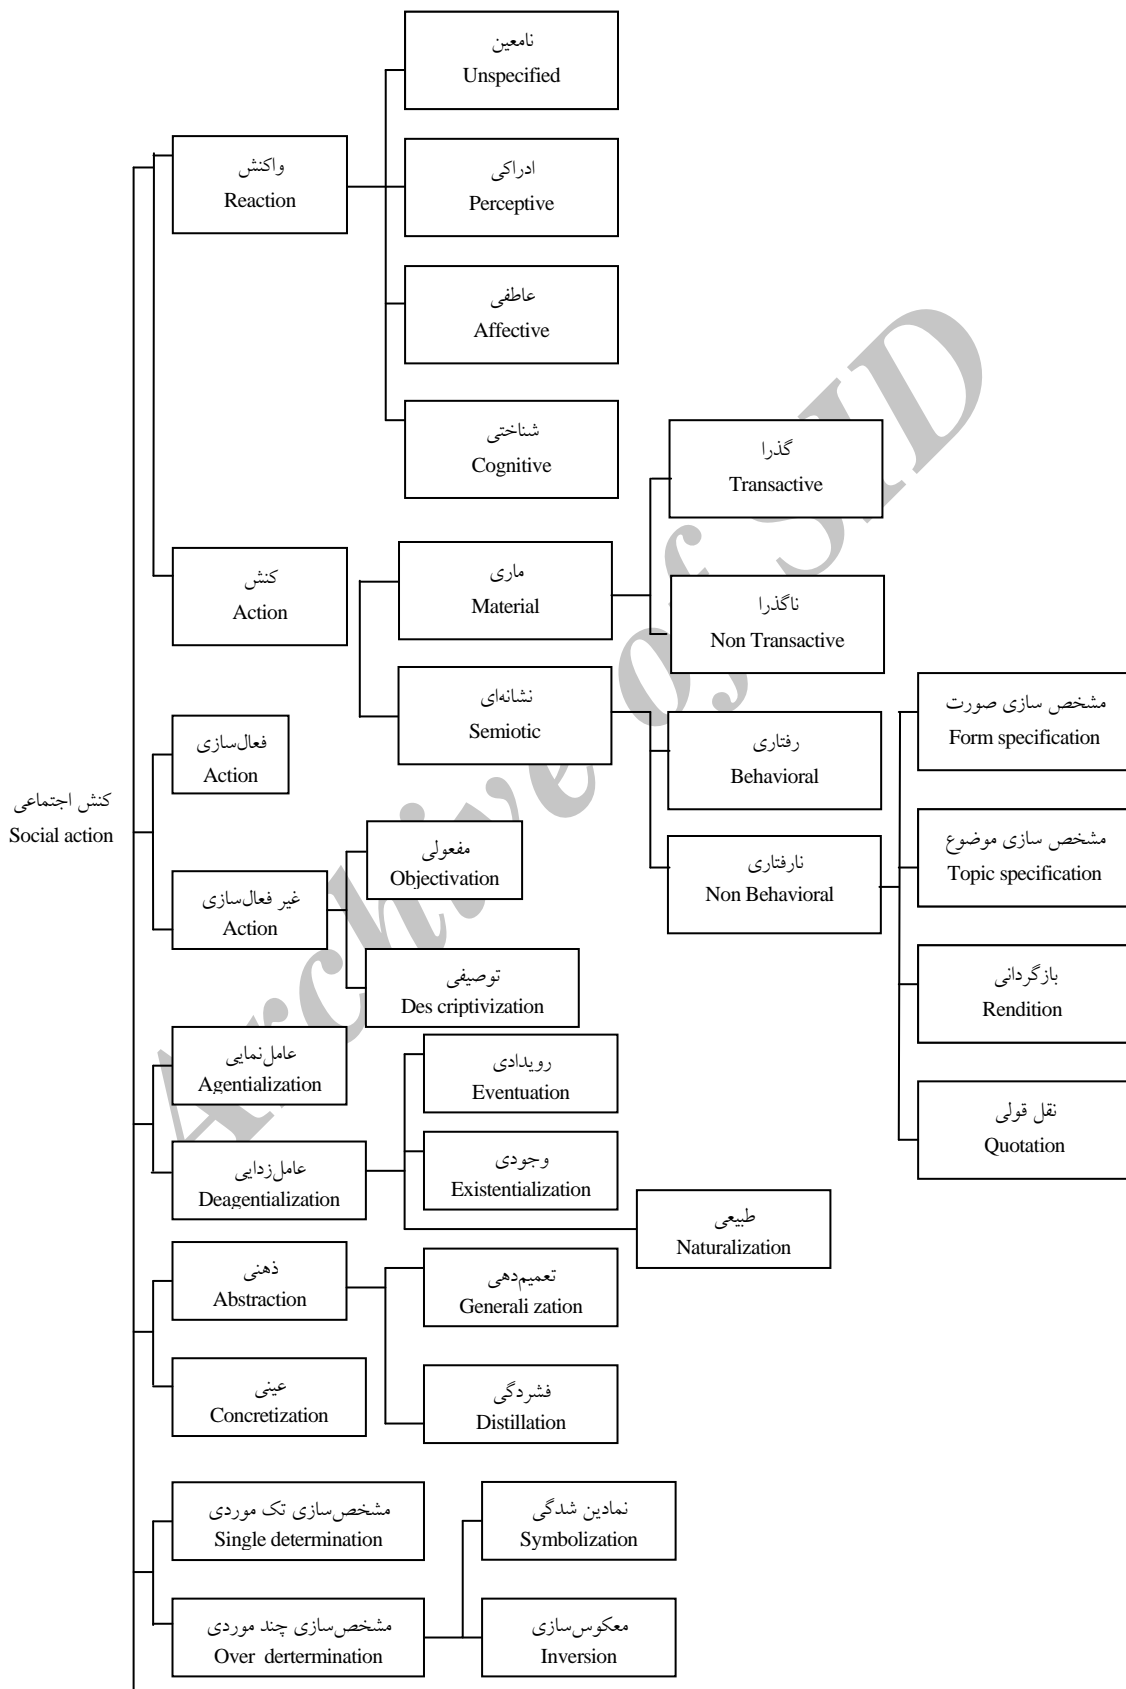 نامعین
Unspecified
ادراکی
Perceptive
واکنش
Reaction
عاطفی
Affective
شناختی
Cognitive
گذرا
Transactive
کنش
Action
ماری
Material
ناگذرا
Non Transactive
نشانه‌ای
Semiotic
مشخص سازی صورت
Form specification
رفتاری
Behavioral
فعال‌سازی
Action
کنش اجتماعی
Social action
مفعولی
Objectivation
مشخص سازی موضوع
Topic specification
نارفتاری
Non Behavioral
غیر فعال‌سازی
Action
توصیفی
Des criptivization
بازگردانی
Rendition
عامل‌نمایی
Agentialization
رویدادی
Eventuation
نقل قولی
Quotation
عامل‌زدایی
Deagentialization
وجودی
Existentialization
طبیعی
Naturalization
ذهنی
Abstraction
تعمیم‌دهی
Generali zation
عینی
Concretization
فشردگی
Distillation
مشخص‌سازی تک موردی
Single determination
نمادین شدگی
Symbolization
مشخص‌سازی چند موردی
Over dertermination
معکوس‌سازی
Inversion
Archive of SID